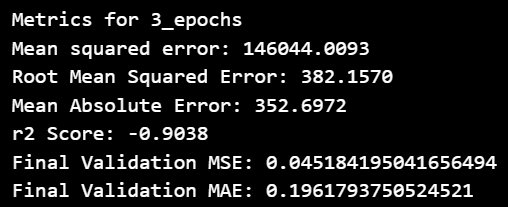 Metrics for 3_epochs
Mean squared error: 146044.0093
Root Mean Squared Error: 382.1570
Mean Absolute Error: 352.6972
r2 Score: -0.9038
Final Validation MSE: 0.045184195041656494
Final Validation MAE: 0.1961793750524521